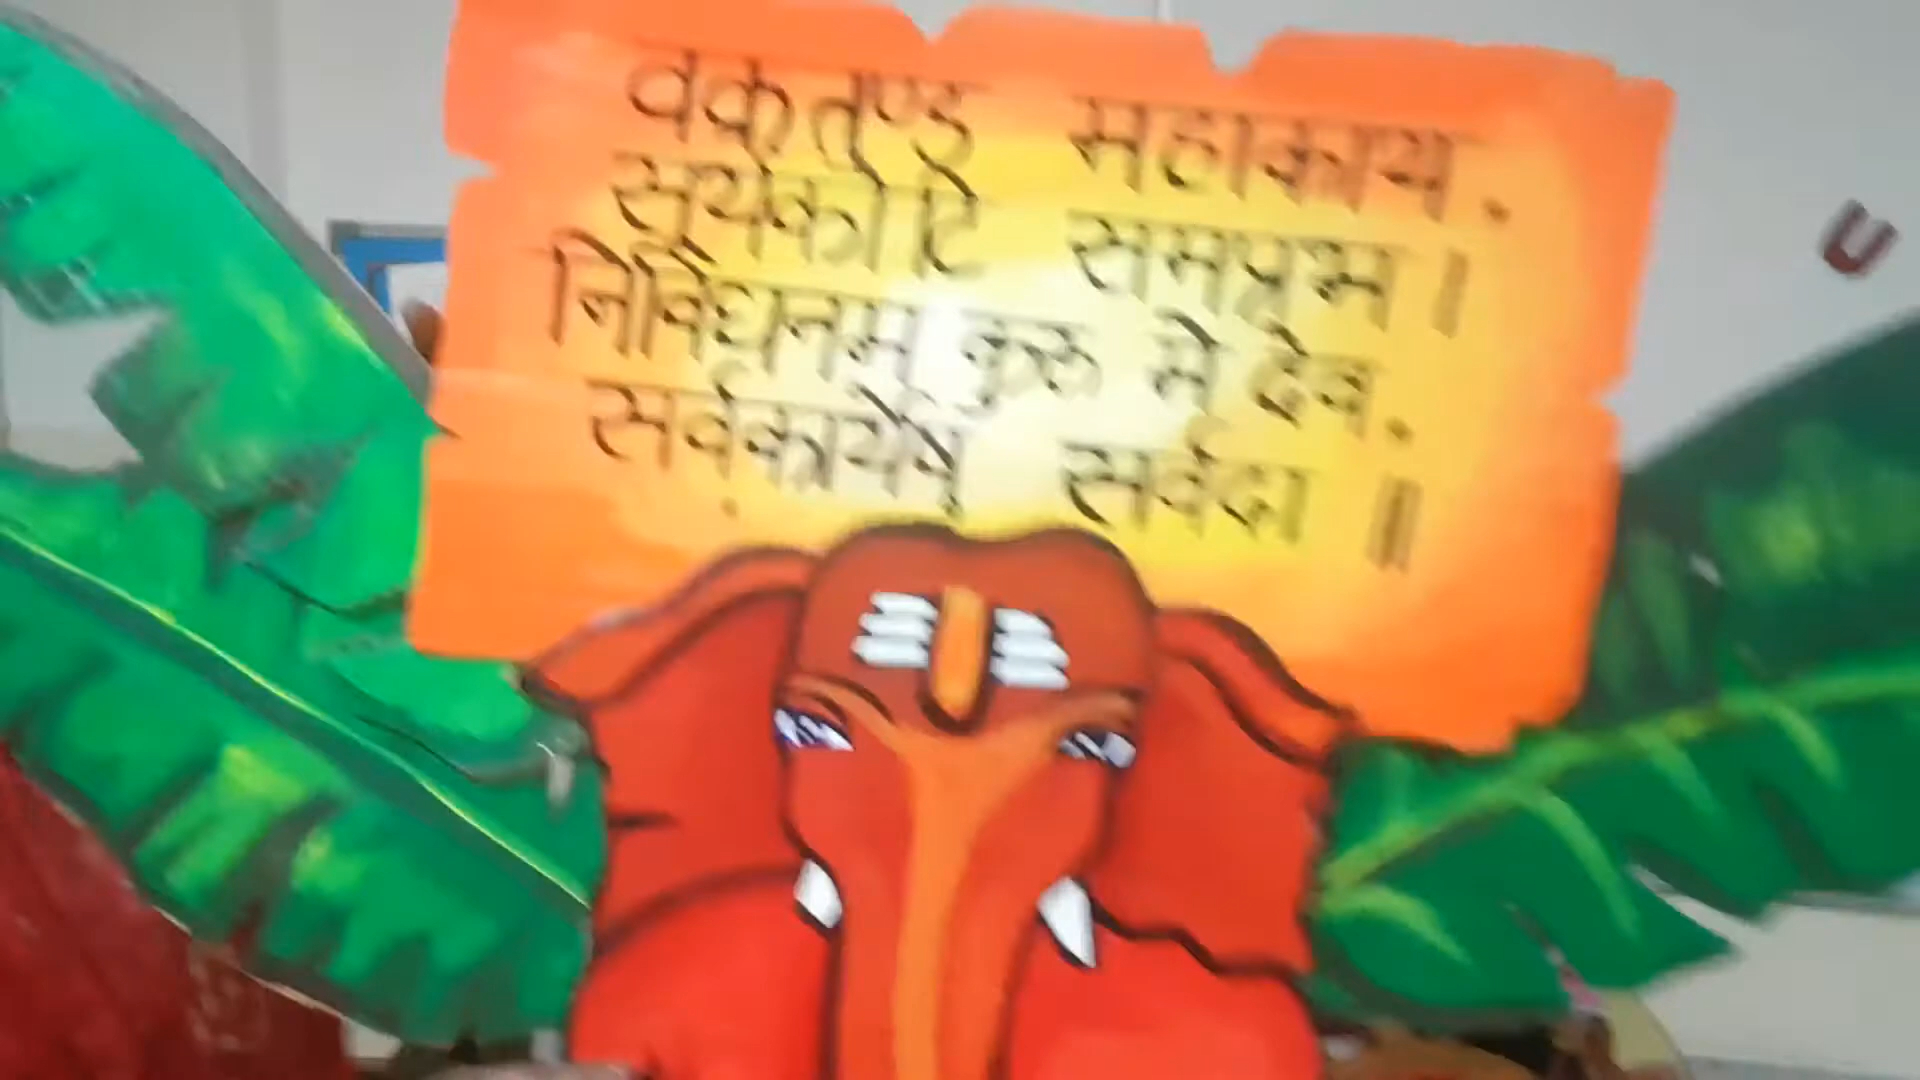 वक्रतुण्ड महाकाय .
सूर्यकोटि समप्रभ ।
निर्विघ्नम कुरु मे देव .
सर्वकार्येषु सर्वदा ॥
U